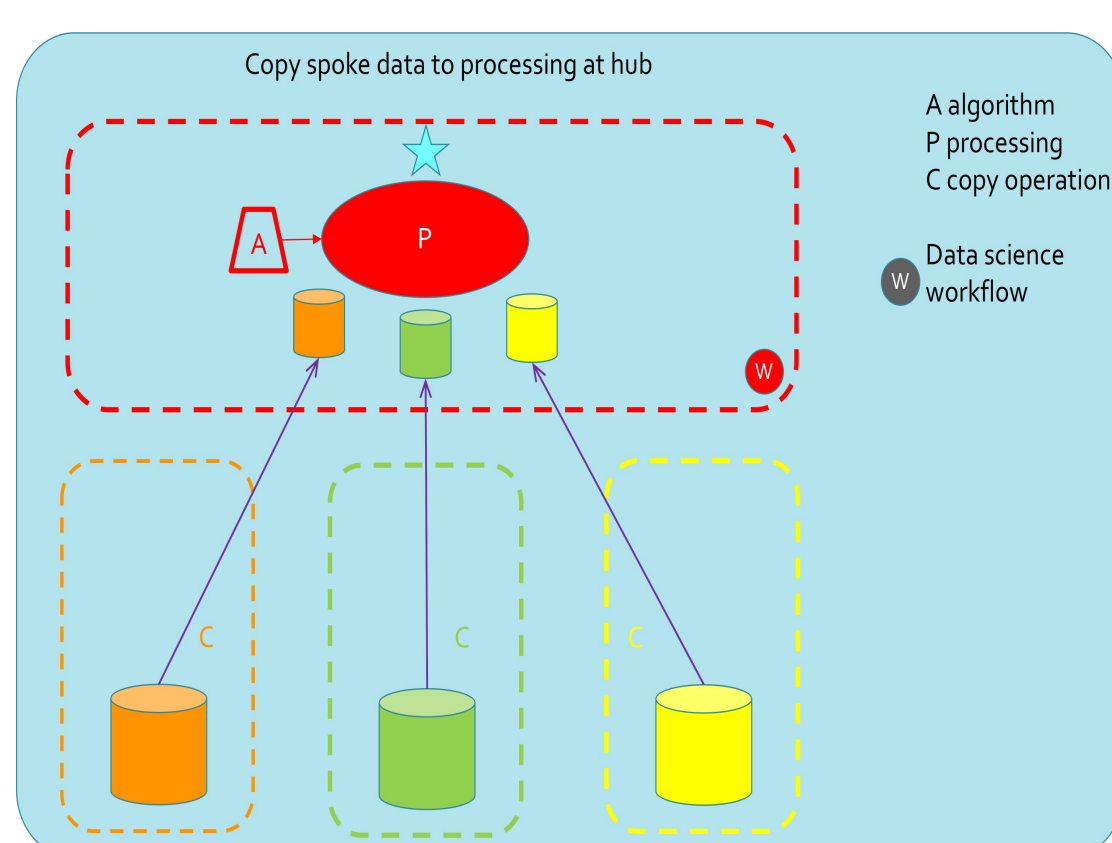 Copy spoke data to processing at hub
A algorithm
P processing
C copy operation
Data science
W workflow
P
A
W
C
C
C